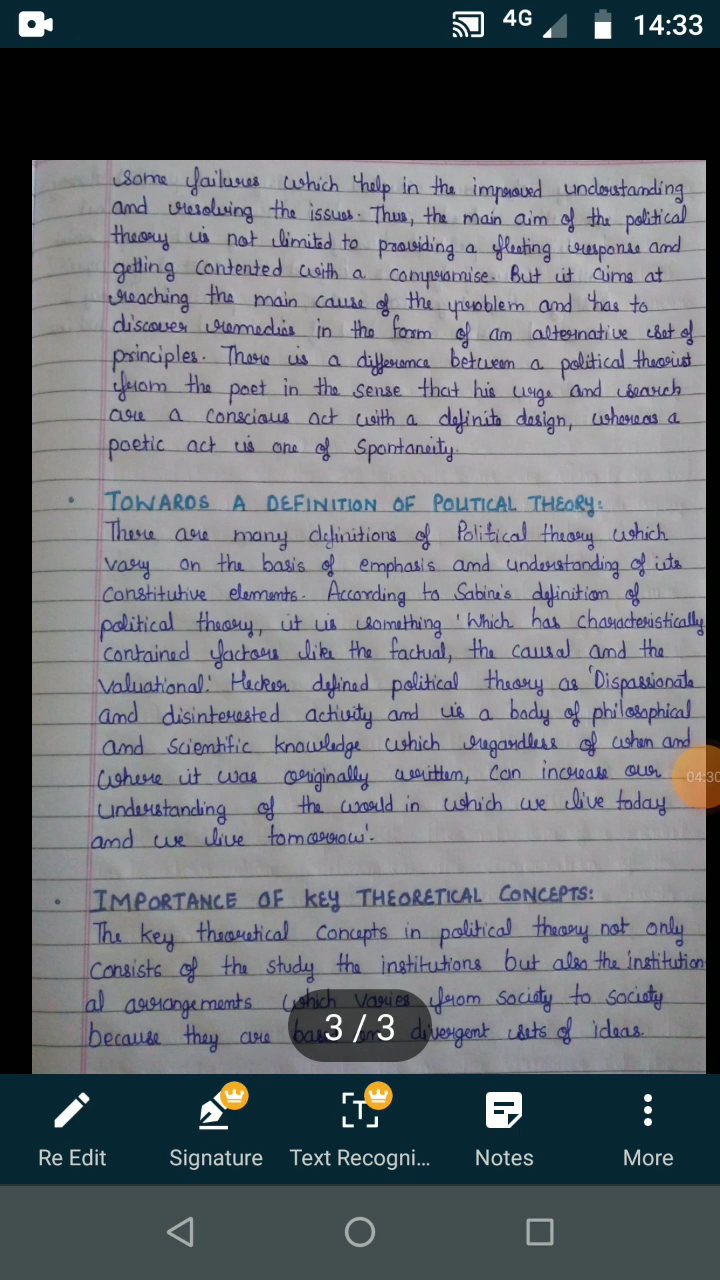 4G 14:33
some failures which help in the improved understanding
and resolving the issues. Thus, the main aim of the political
theory is not limited to providing a fleeting response and
getting contented with a compromise. But it aims at
reaching the main cause of the problem and has to
discover remedies in the form of an alternative set of
principles. There is a difference between a political theorist
from the poet in the sense that his urge and search
are a conscious act with a definite design, whereas a
poetic act is one of Spontaneity.
• TOWARDS A DEFINITION OF POLITICAL THEORY:
There are many definitions of Political theory which
vary on the basis of emphasis and understanding of its
constitutive elements. According to Sabine's definition of
political theory, it is something 'which has characteristically
contained factors like the factual, the causal and the
valuational.' Hecker defined political theory as 'Dispassionate
and disinterested activity and is a body of philosophical
and scientific knowledge which regardless of when and
where it was originally written, can increase our
understanding of the world in which we live today
and we live tomorrow'.
04:30
• IMPORTANCE OF KEY THEORETICAL CONCEPTS:
The key theoretical concepts in political theory not only
consists of the study the institutions but also the institution
al arrangements which varies from society to society
because they are divergent sets of ideas.
3 / 3
Re Edit Signature Text Recogni... Notes More